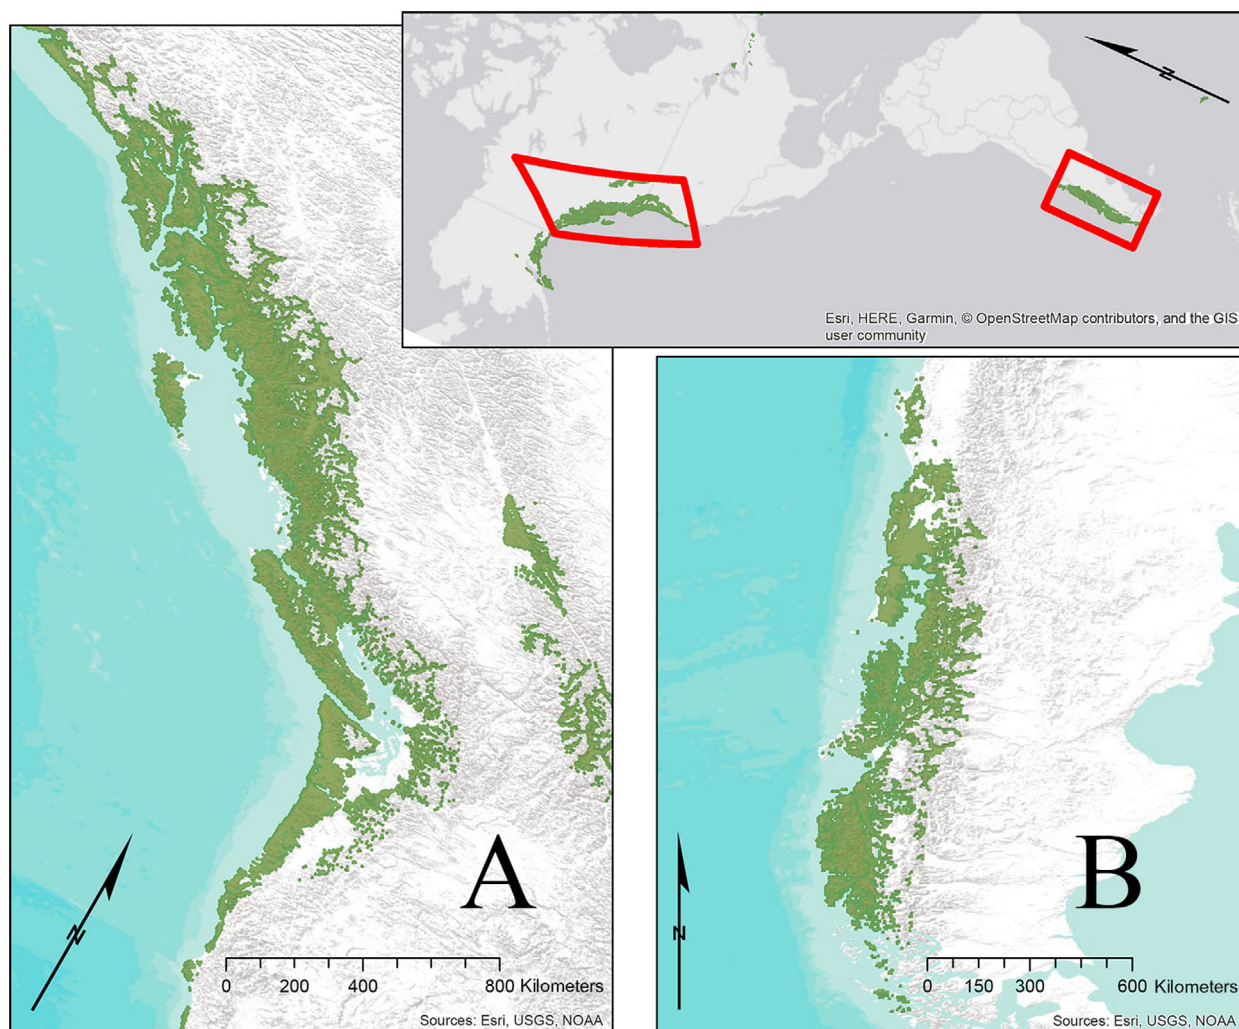 N
Esri, HERE, Garmin, © OpenStreetMap contributors, and the GIS
user community
A
N
0 200 400 800 Kilometers
Sources: Esri, USGS, NOAA
B
N
0 150 300 600 Kilometers
Sources: Esri, USGS, NOAA